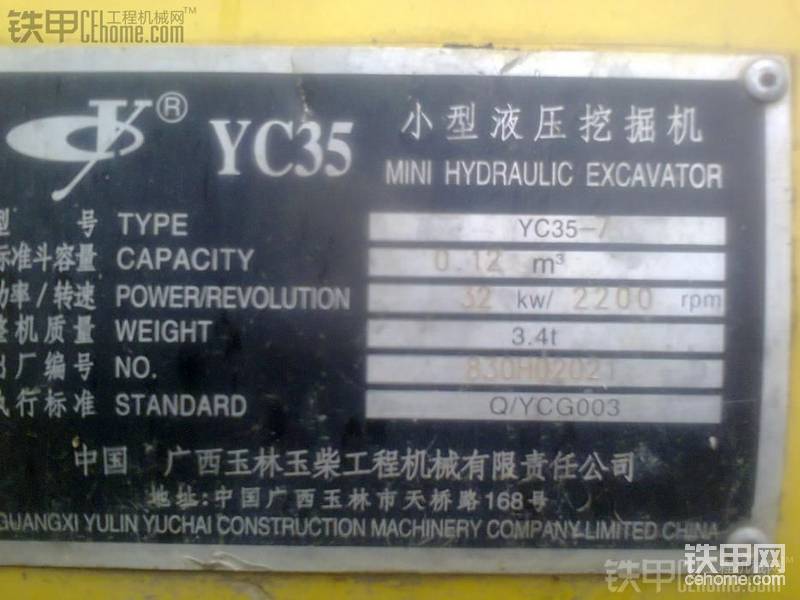 铁甲 工程机械网
CEhome.com
®
YC35
小型液压挖掘机
MINI HYDRAULIC EXCAVATOR
型 号 TYPE YC35-7
标准斗容量 CAPACITY 0.12 m³
功率/转速 POWER/REVOLUTION 32 kw/ 2200 rpm
整机质量 WEIGHT 3.4t
出厂编号 NO. 830H02021
执行标准 STANDARD Q/YCG003
中国 广西玉林玉柴工程机械有限责任公司
地址:中国广西玉林市天桥路168号
GUANGXI YULIN YUCHAI CONSTRUCTION MACHINERY COMPANY LIMITED CHINA
铁甲网
cehome.com